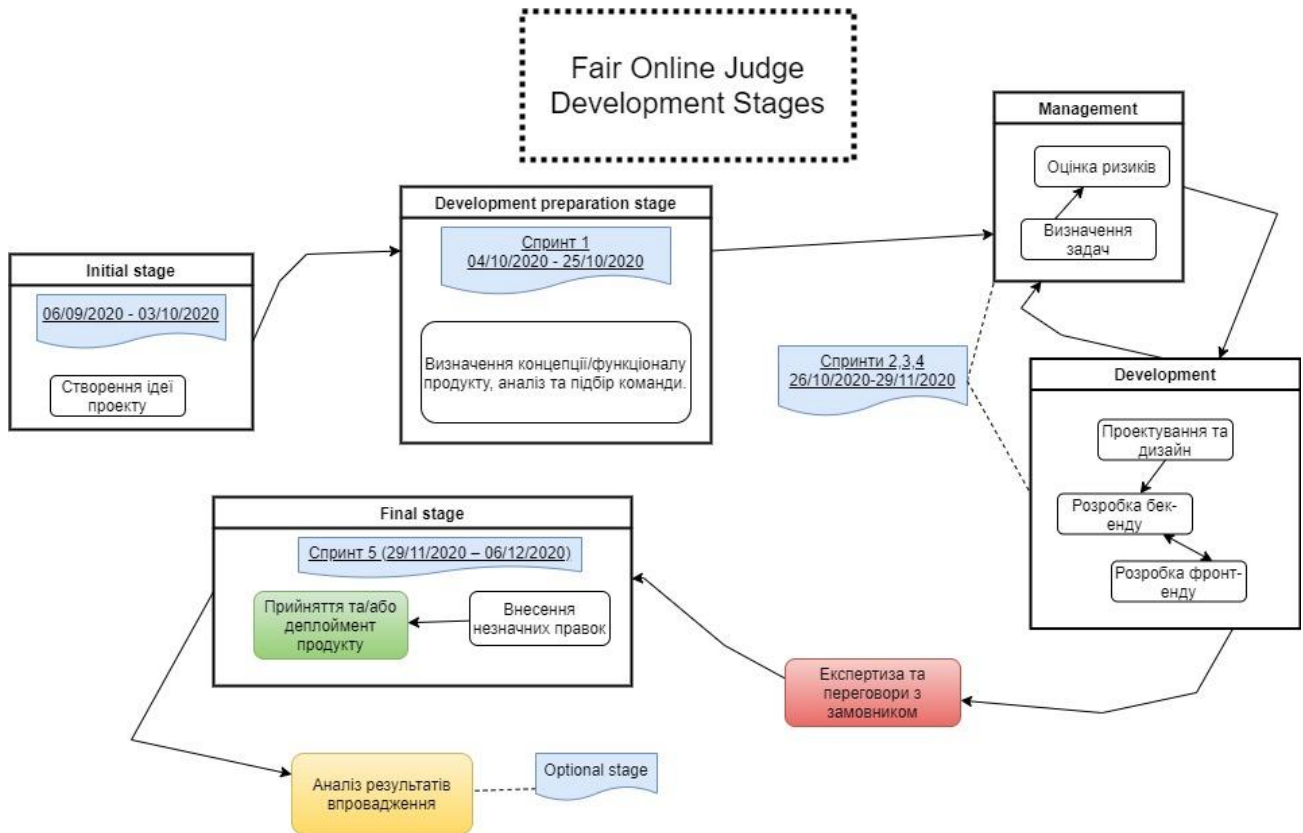 Fair Online Judge
Development Stages
Management
Оцінка ризиків
Визначення
задач
Development preparation stage
Спринт 1
04/10/2020 - 25/10/2020
Визначення концепції/функціоналу
продукту, аналіз та підбір команди.
Initial stage
06/09/2020 - 03/10/2020
Створення ідеї
проекту
Спринти 2,3,4
26/10/2020-29/11/2020
Development
Проектування та
дизайн
Розробка бек-
енду
Розробка фронт-
енду
Final stage
Спринт 5 (29/11/2020 – 06/12/2020)
Прийняття та/або
деплоймент
продукту
Внесення
незначних правок
Експертиза та
переговори з
замовником
Аналіз результатів
впровадження
Optional stage